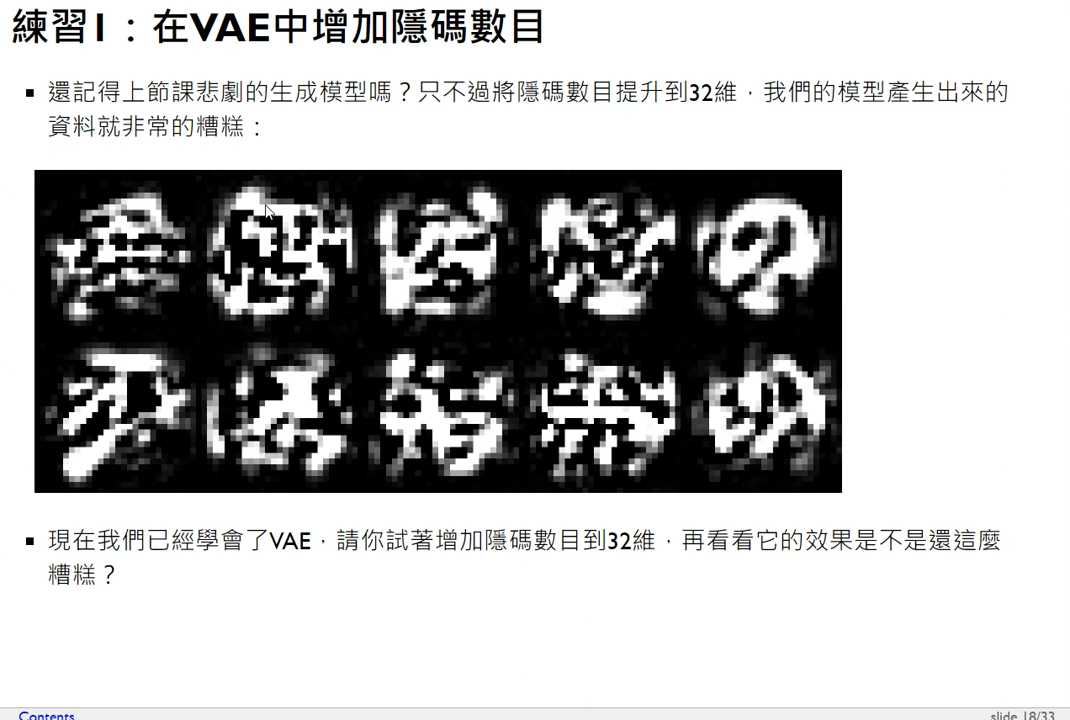 練習1：在VAE中增加隱碼數目
▪ 還記得上節課悲劇的生成模型嗎？只不過將隱碼數目提升到32維，我們的模型產生出來的
資料就非常的糟糕：
▪ 現在我們已經學會了VAE，請你試著增加隱碼數目到32維，再看看它的效果是不是還這麼
糟糕？
Contents
slide 18/33